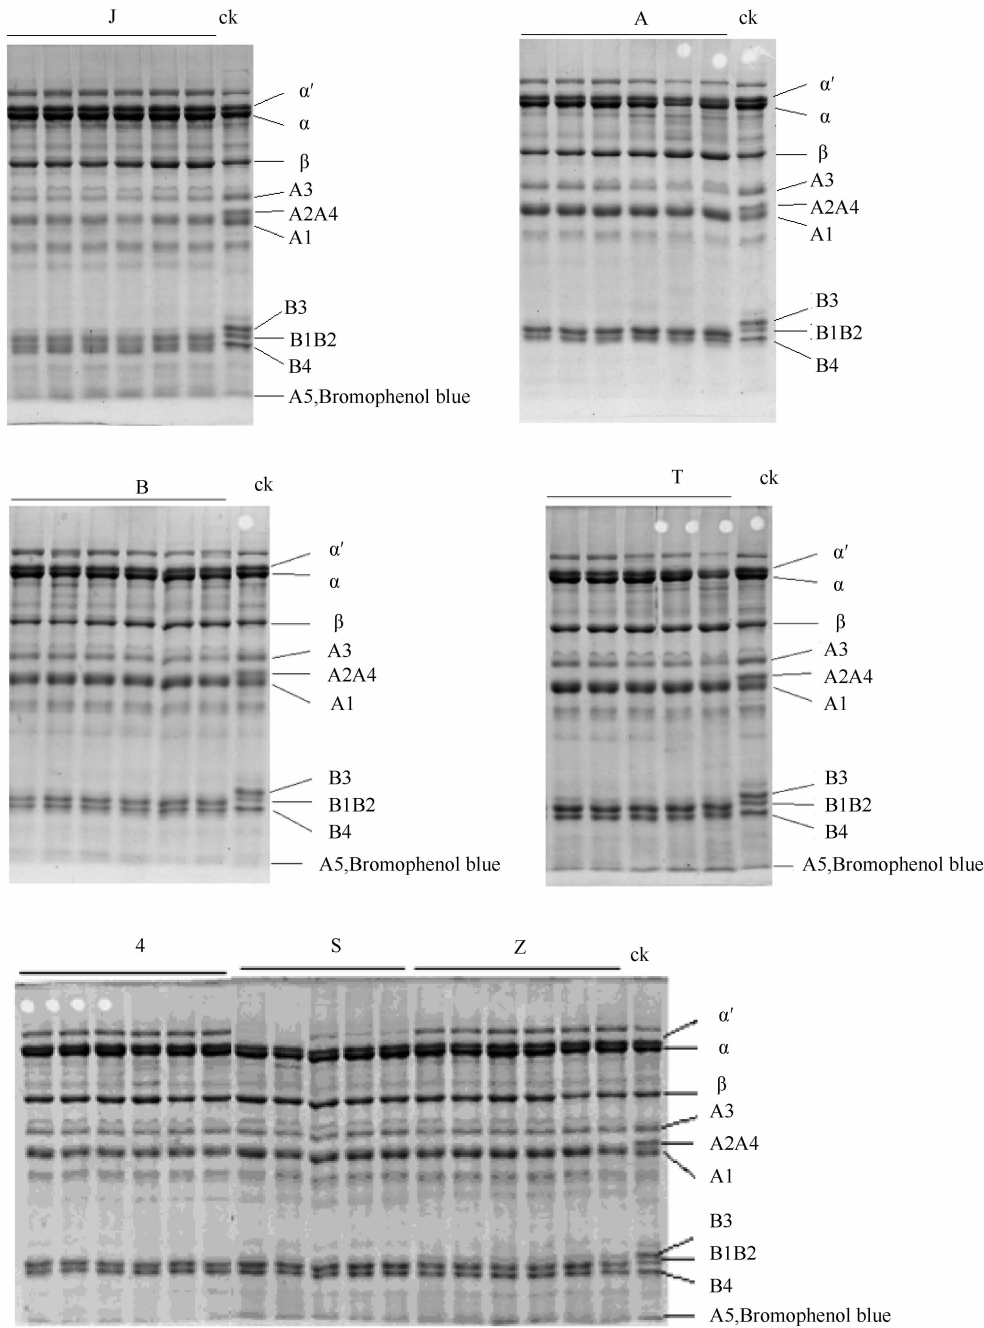 J ck
α′
α
β
A3
A2A4
A1
B3
B1B2
B4
A5,Bromophenol blue
A ck
α′
α
β
A3
A2A4
A1
B3
B1B2
B4
B ck
α′
α
β
A3
A2A4
A1
B3
B1B2
B4
A5,Bromophenol blue
T ck
α′
α
β
A3
A2A4
A1
B3
B1B2
B4
A5,Bromophenol blue
4 S Z ck
α′
α
β
A3
A2A4
A1
B3
B1B2
B4
A5,Bromophenol blue